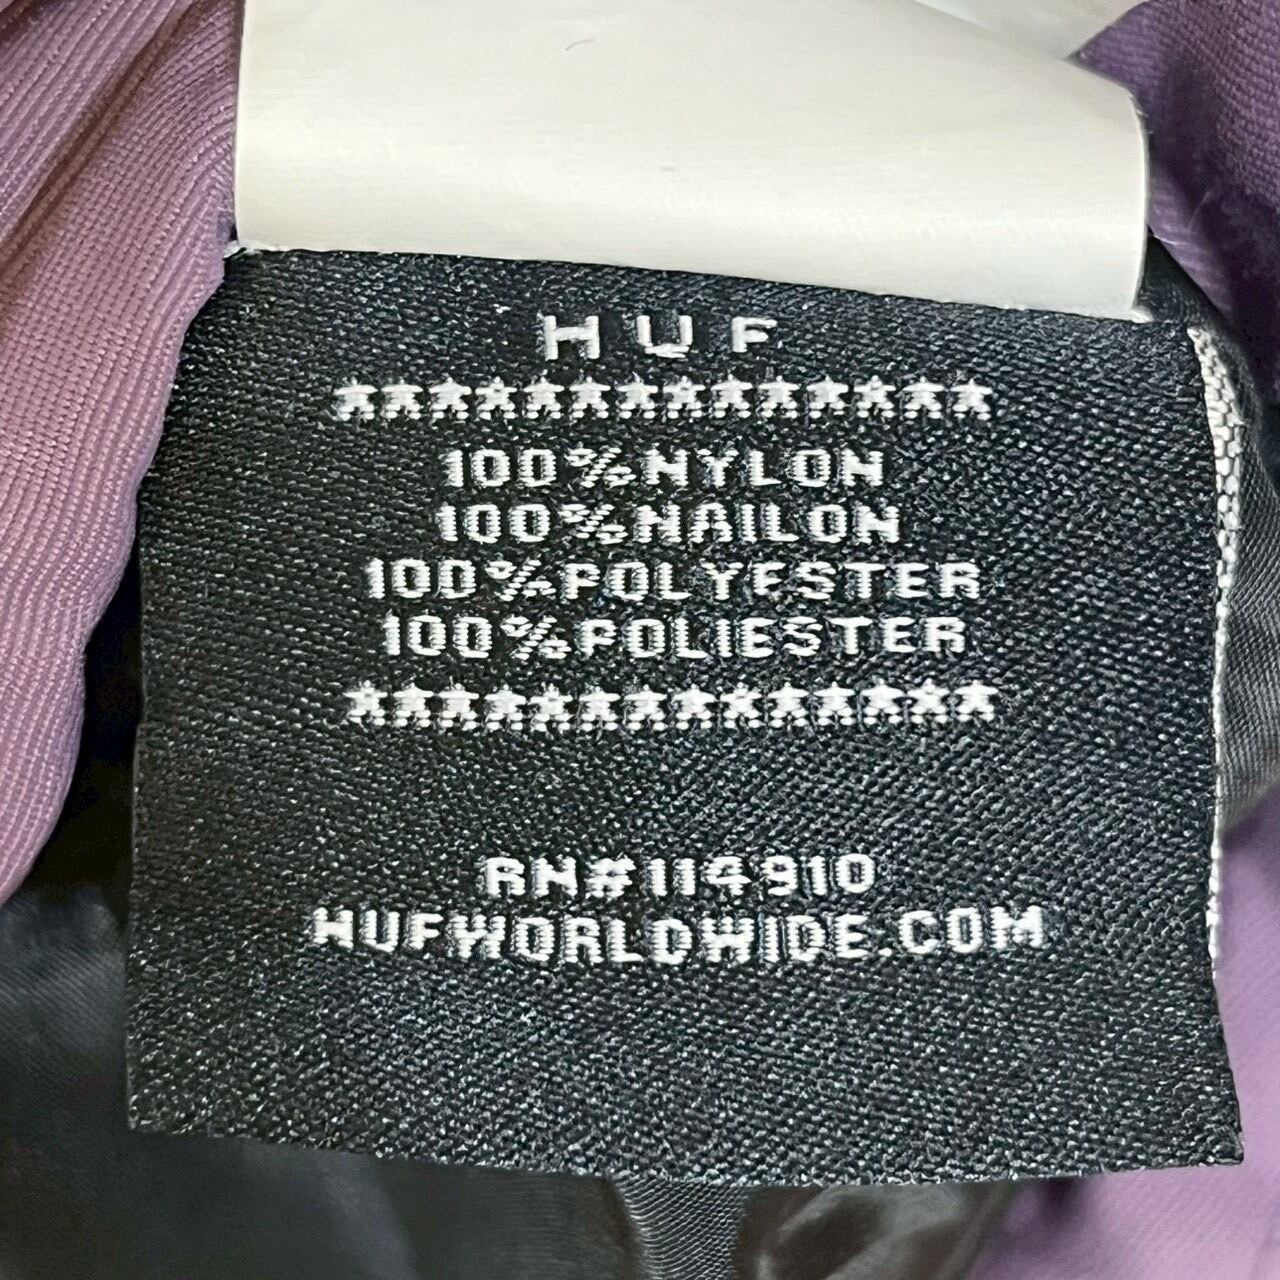 HUF
★★★★★★★★★★★★★★★
100%NYLON
100%NAILON
100%POLYESTER
100%POLIESTER
★★★★★★★★★★★★★★
RN#114910
HUFWORLDWIDE.COM